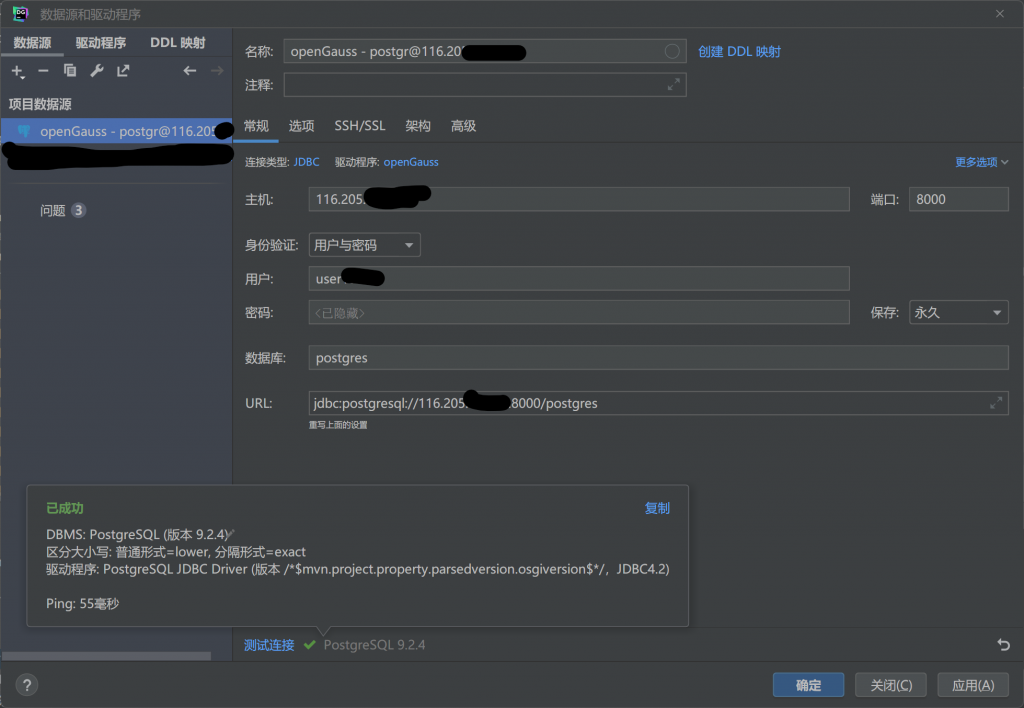 数据源和驱动程序
数据源 驱动程序 DDL 映射
项目数据源
openGauss - postgr@116.205
问题 3
名称: openGauss - postgr@116.20 创建 DDL 映射
注释:
常规 选项 SSH/SSL 架构 高级
连接类型: JDBC 驱动程序: openGauss 更多选项
主机: 116.205. 端口: 8000
身份验证: 用户与密码
用户: user
密码: <已隐藏> 保存: 永久
数据库: postgres
URL: jdbc:postgresql://116.205. :8000/postgres
重写上面的设置
已成功 复制
DBMS: PostgreSQL (版本 9.2.4)
区分大小写: 普通形式=lower, 分隔形式=exact
驱动程序: PostgreSQL JDBC Driver (版本 /*$mvn.project.property.parsedversion.osgiversion$*/，JDBC4.2)
Ping: 55毫秒
测试连接 PostgreSQL 9.2.4
? 确定 关闭(C) 应用(A)